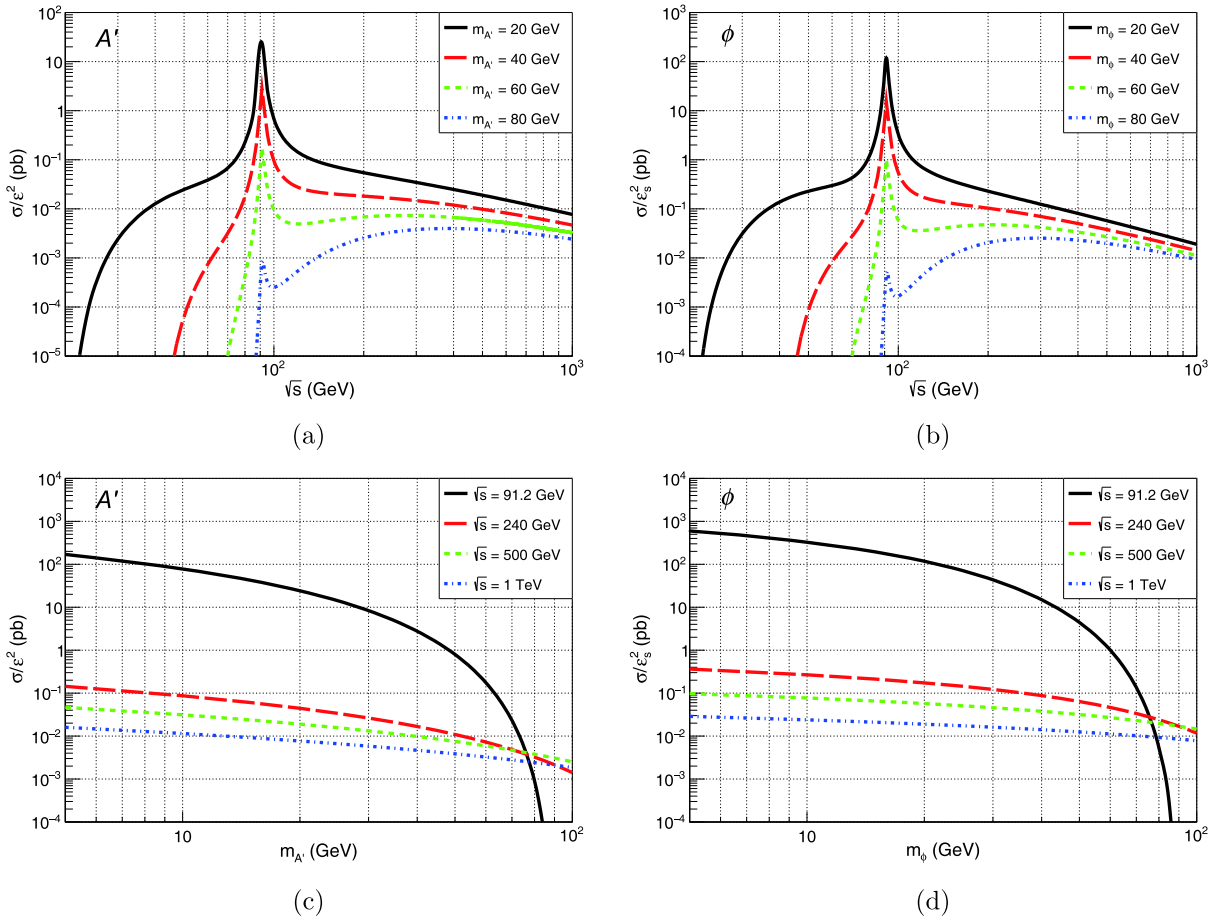 A'
m_A' = 20 GeV
m_A' = 40 GeV
m_A' = 60 GeV
m_A' = 80 GeV
σ/ε² (pb)
10²
10
1
10⁻¹
10⁻²
10⁻³
10⁻⁴
10⁻⁵
10² 10³
√s (GeV)
(a)
ϕ
m_ϕ = 20 GeV
m_ϕ = 40 GeV
m_ϕ = 60 GeV
m_ϕ = 80 GeV
σ/ε_s² (pb)
10³
10²
10
1
10⁻¹
10⁻²
10⁻³
10⁻⁴
10² 10³
√s (GeV)
(b)
A'
√s = 91.2 GeV
√s = 240 GeV
√s = 500 GeV
√s = 1 TeV
σ/ε² (pb)
10⁴
10³
10²
10
1
10⁻¹
10⁻²
10⁻³
10⁻⁴
10 10²
m_A' (GeV)
(c)
ϕ
√s = 91.2 GeV
√s = 240 GeV
√s = 500 GeV
√s = 1 TeV
σ/ε_s² (pb)
10⁴
10³
10²
10
1
10⁻¹
10⁻²
10⁻³
10⁻⁴
10 10²
m_ϕ (GeV)
(d)